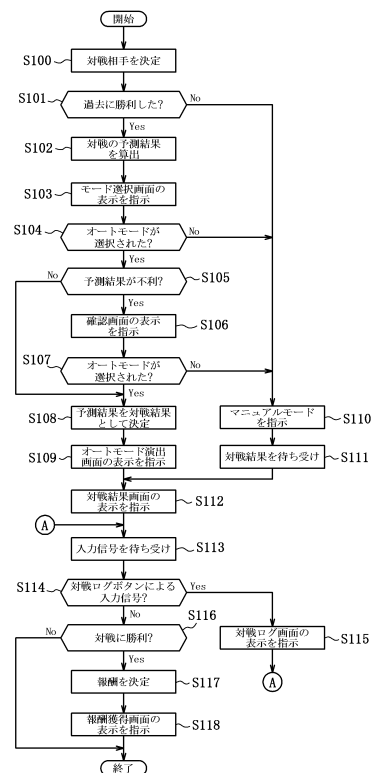 開始
S100
対戦相手を決定
S101
過去に勝利した?
No
Yes
S102
対戦の予測結果
を算出
S103
モード選択画面の
表示を指示
S104
オートモードが
選択された?
No
Yes
No
予測結果が不利?
S105
Yes
確認画面の表示
を指示
S106
S107
オートモードが
選択された?
No
Yes
S108
予測結果を対戦結果
として決定
マニュアルモード
を指示
S110
S109
オートモード演出
画面の表示を指示
対戦結果を待ち受け
S111
対戦結果画面の
表示を指示
S112
A
入力信号を待ち受け
S113
S114
対戦ログボタンによる
入力信号?
Yes
No
S116
No
対戦に勝利?
対戦ログ画面の
表示を指示
S115
Yes
報酬を決定
S117
A
報酬獲得画面の
表示を指示
S118
終了